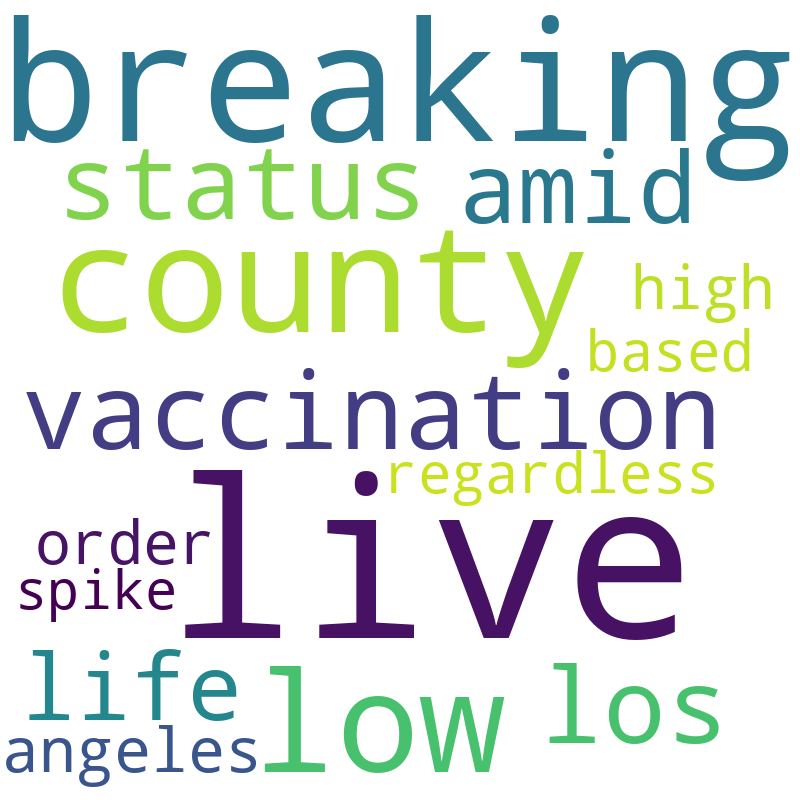 breaking
status amid
county
high
based
vaccination
regardless
live
order
spike
life low los
angeles